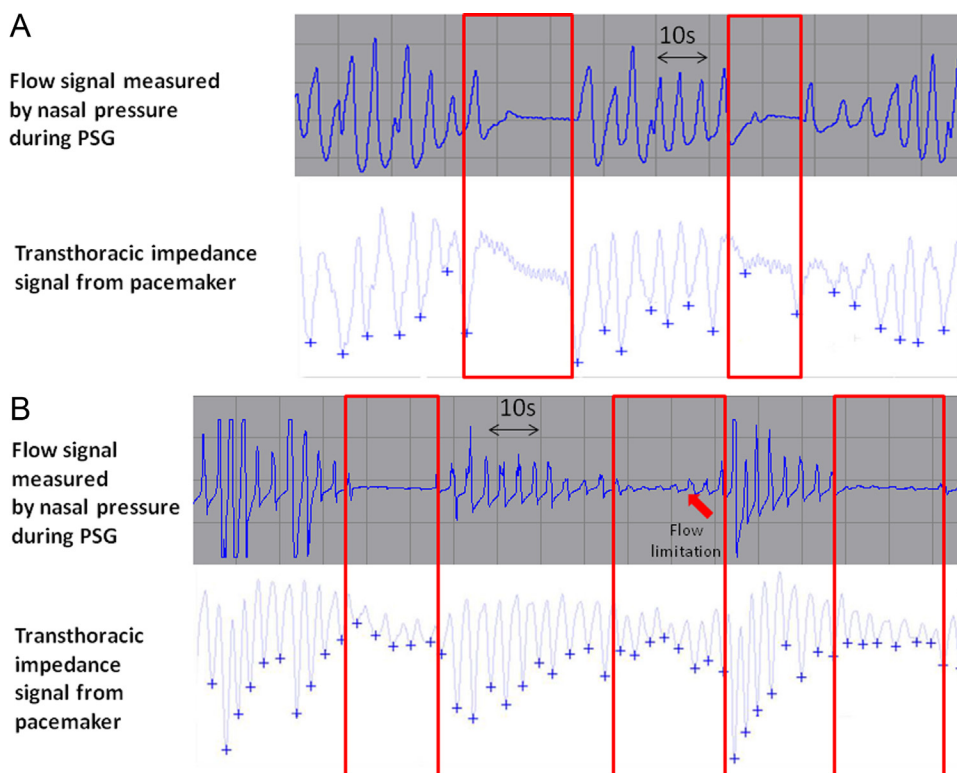 A
Flow signal measured
by nasal pressure
during PSG
10s
Transthoracic impedance
signal from pacemaker
B
Flow signal
measured
by nasal pressure
during PSG
10s
Flow
limitation
Transthoracic
impedance
signal from
pacemaker